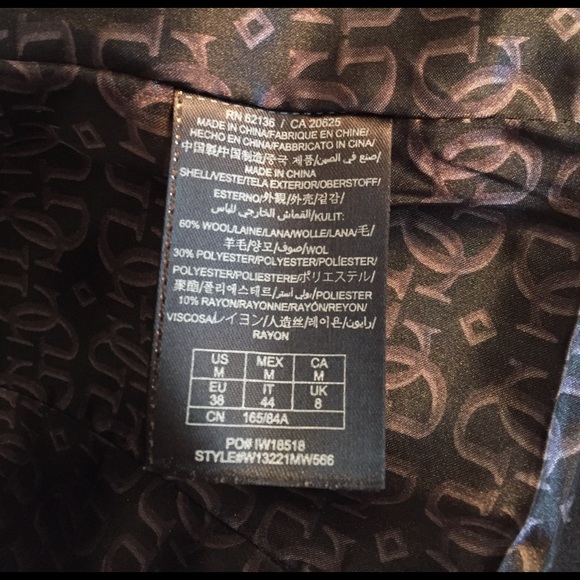 RN 62136 / CA 20625
MADE IN CHINA/FABRIQUE EN CHINE/
HECHO EN CHINA/FABBRICATO IN CINA/
中国製/中国制造/중국 제품/صنع في الصين/
MADE IN CHINA
SHELL/VESTE/TELA EXTERIOR/OBERSTOFF/
ESTERNO/外観/外壳/겉감/
القماش الخارجي للباس/KULIT:
60% WOOL/LAINE/LANA/WOLLE/LANA/毛/
羊毛/양모/صوف/WOL
30% POLYESTER/POLYESTER/POLÍESTER/
POLYESTER/POLIESTERE/ポリエステル/
聚酯/폴리에스테르/بولي أستر/POLIESTER
10% RAYON/RAYONNE/RAYÓN/REYON/
VISCOSA/レイヨン/人造丝/레이온/رايون/
RAYON
US MEX CA
M M M
EU IT UK
38 44 8
CN 165/84A
PO# IW18518
STYLE#W13221MW566